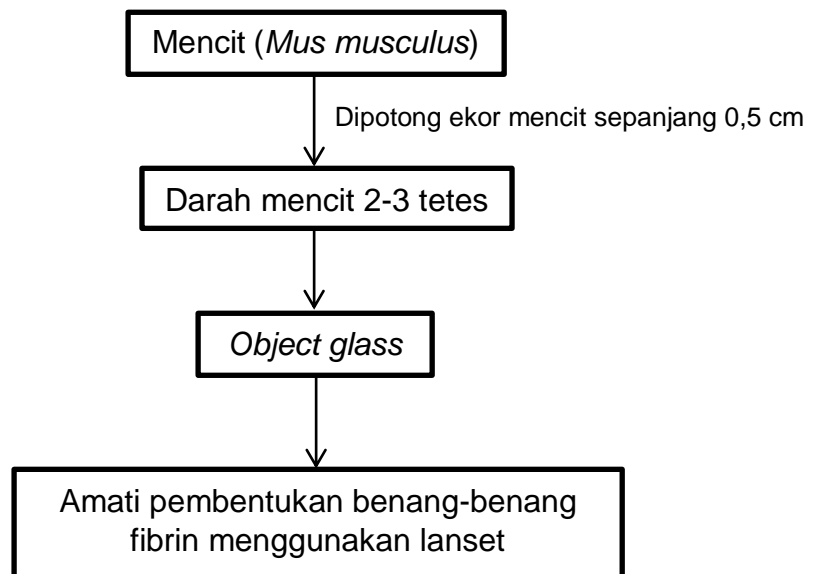 Mencit (Mus musculus)
Dipotong ekor mencit sepanjang 0,5 cm
Darah mencit 2-3 tetes
Object glass
Amati pembentukan benang-benang
fibrin menggunakan lanset